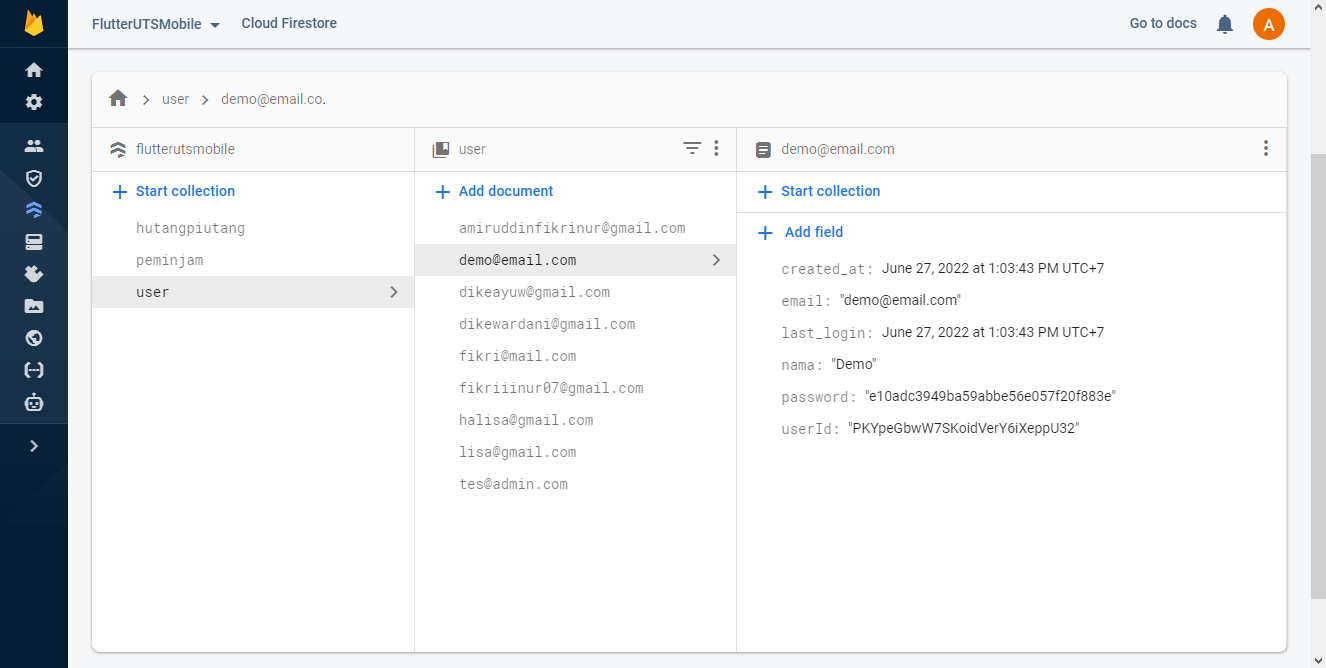 FlutterUTSMobile Cloud Firestore Go to docs A
user demo@email.co.
flutterutsmobile
Start collection
hutangpiutang
peminjam
user
user
Add document
amiruddinfikrinur@gmail.com
demo@email.com
dikeayuw@gmail.com
dikewardani@gmail.com
fikri@mail.com
fikriiinur07@gmail.com
halisa@gmail.com
lisa@gmail.com
tes@admin.com
demo@email.com
Start collection
Add field
created_at: June 27, 2022 at 1:03:43 PM UTC+7
email: "demo@email.com"
last_login: June 27, 2022 at 1:03:43 PM UTC+7
nama: "Demo"
password: "e10adc3949ba59abbe56e057f20f883e"
userId: "PKYpeGbwW7SKoidVerY6iXeppU32"